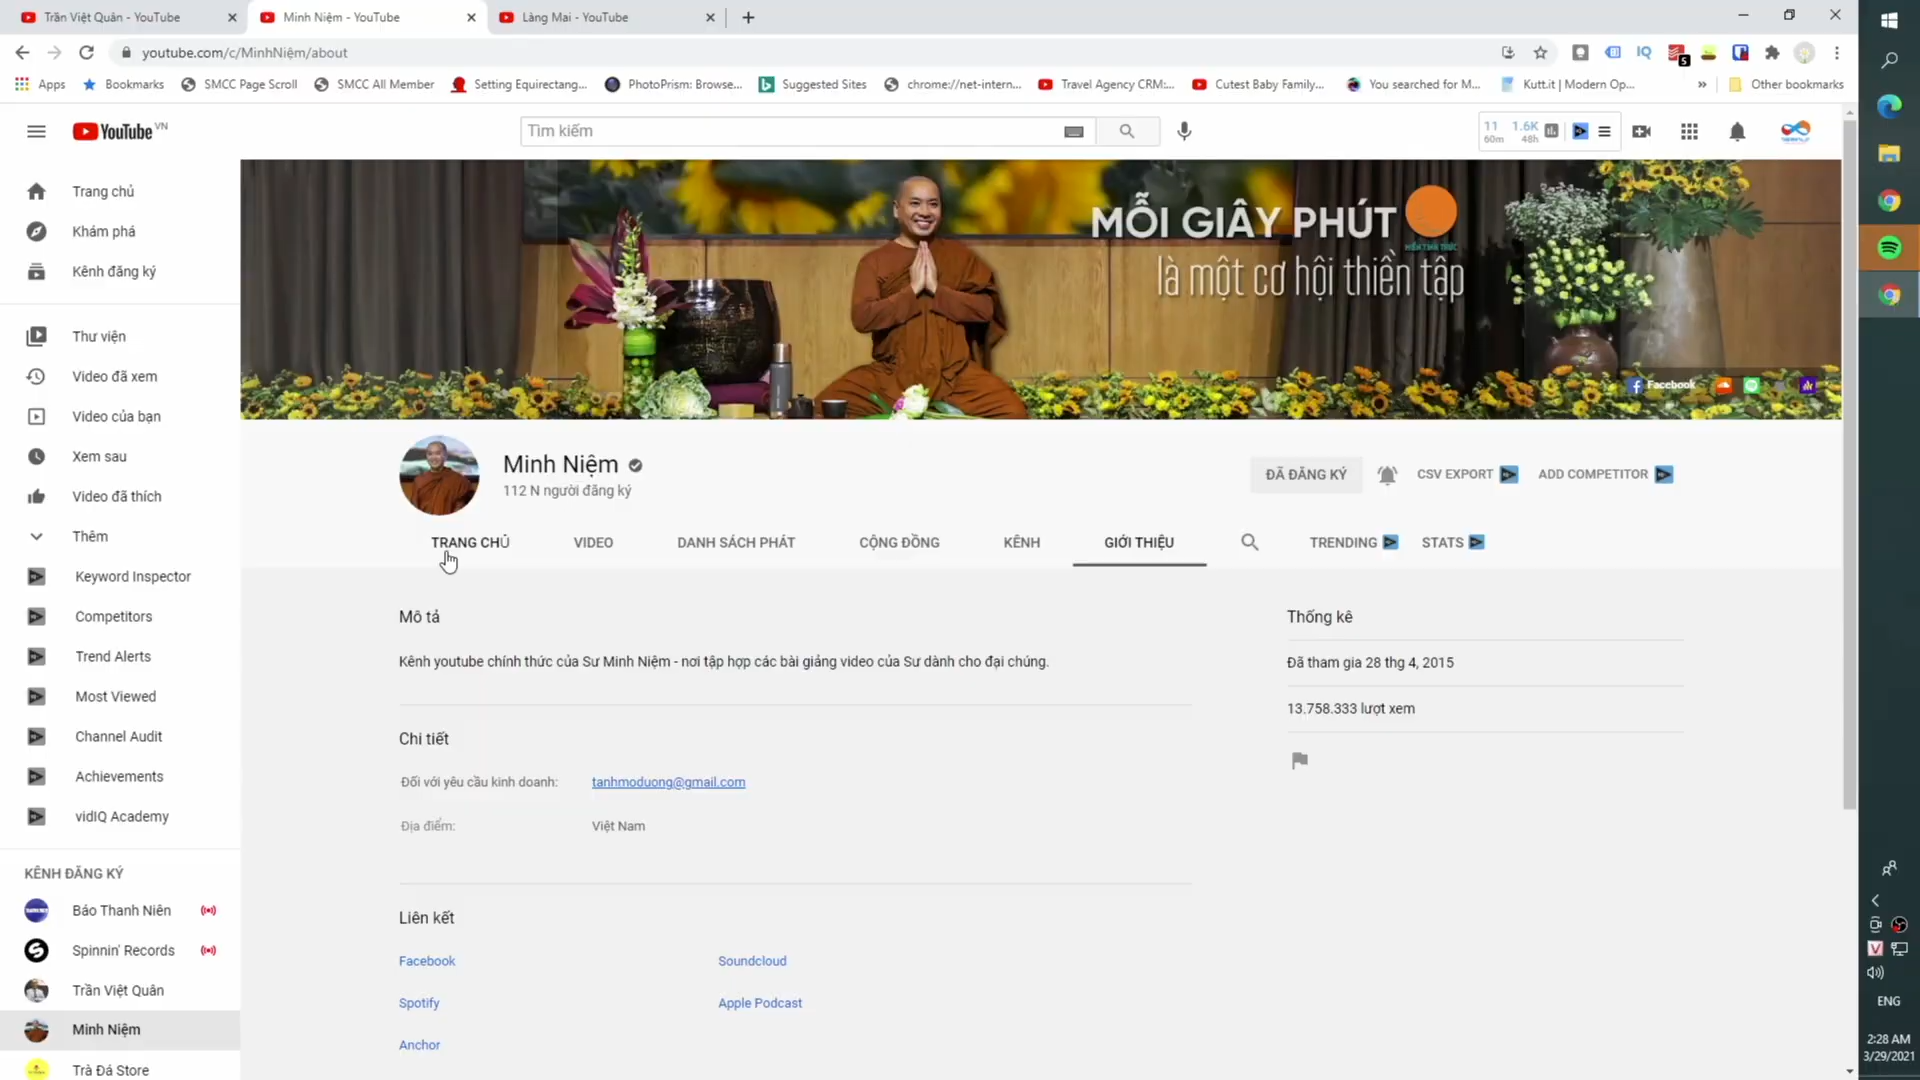 Trần Việt Quân - YouTube
Minh Niệm - YouTube
Làng Mai - YouTube
youtube.com/c/MinhNiệm/about
IQ
5
Apps
Bookmarks
SMCC Page Scroll
SMCC All Member
Setting Equirectang...
PhotoPrism: Browse...
Suggested Sites
chrome://net-intern...
Travel Agency CRM:...
Cutest Baby Family...
You searched for M...
Kutt.it | Modern Op...
»
Other bookmarks
YouTube VN
Tìm kiếm
11
60m
1.6K
48h
Trang chủ
Khám phá
Kênh đăng ký
Thư viện
Video đã xem
Video của bạn
Xem sau
Video đã thích
Thêm
Keyword Inspector
Competitors
Trend Alerts
Most Viewed
Channel Audit
Achievements
vidIQ Academy
KÊNH ĐĂNG KÝ
Báo Thanh Niên
Spinnin' Records
Trần Việt Quân
Minh Niệm
Trà Đá Store
MỖI GIÂY PHÚT
là một cơ hội thiền tập
Facebook
Minh Niệm
112 N người đăng ký
ĐÃ ĐĂNG KÝ
CSV EXPORT
ADD COMPETITOR
TRANG CHỦ
VIDEO
DANH SÁCH PHÁT
CỘNG ĐỒNG
KÊNH
GIỚI THIỆU
TRENDING
STATS
Mô tả
Kênh youtube chính thức của Sư Minh Niệm - nơi tập hợp các bài giảng video của Sư dành cho đại chúng.
Chi tiết
Đối với yêu cầu kinh doanh:
tanhmoduong@gmail.com
Địa điểm:
Việt Nam
Liên kết
Facebook
Soundcloud
Spotify
Apple Podcast
Anchor
Thống kê
Đã tham gia 28 thg 4, 2015
13.758.333 lượt xem
ENG
2:28 AM
3/29/2021